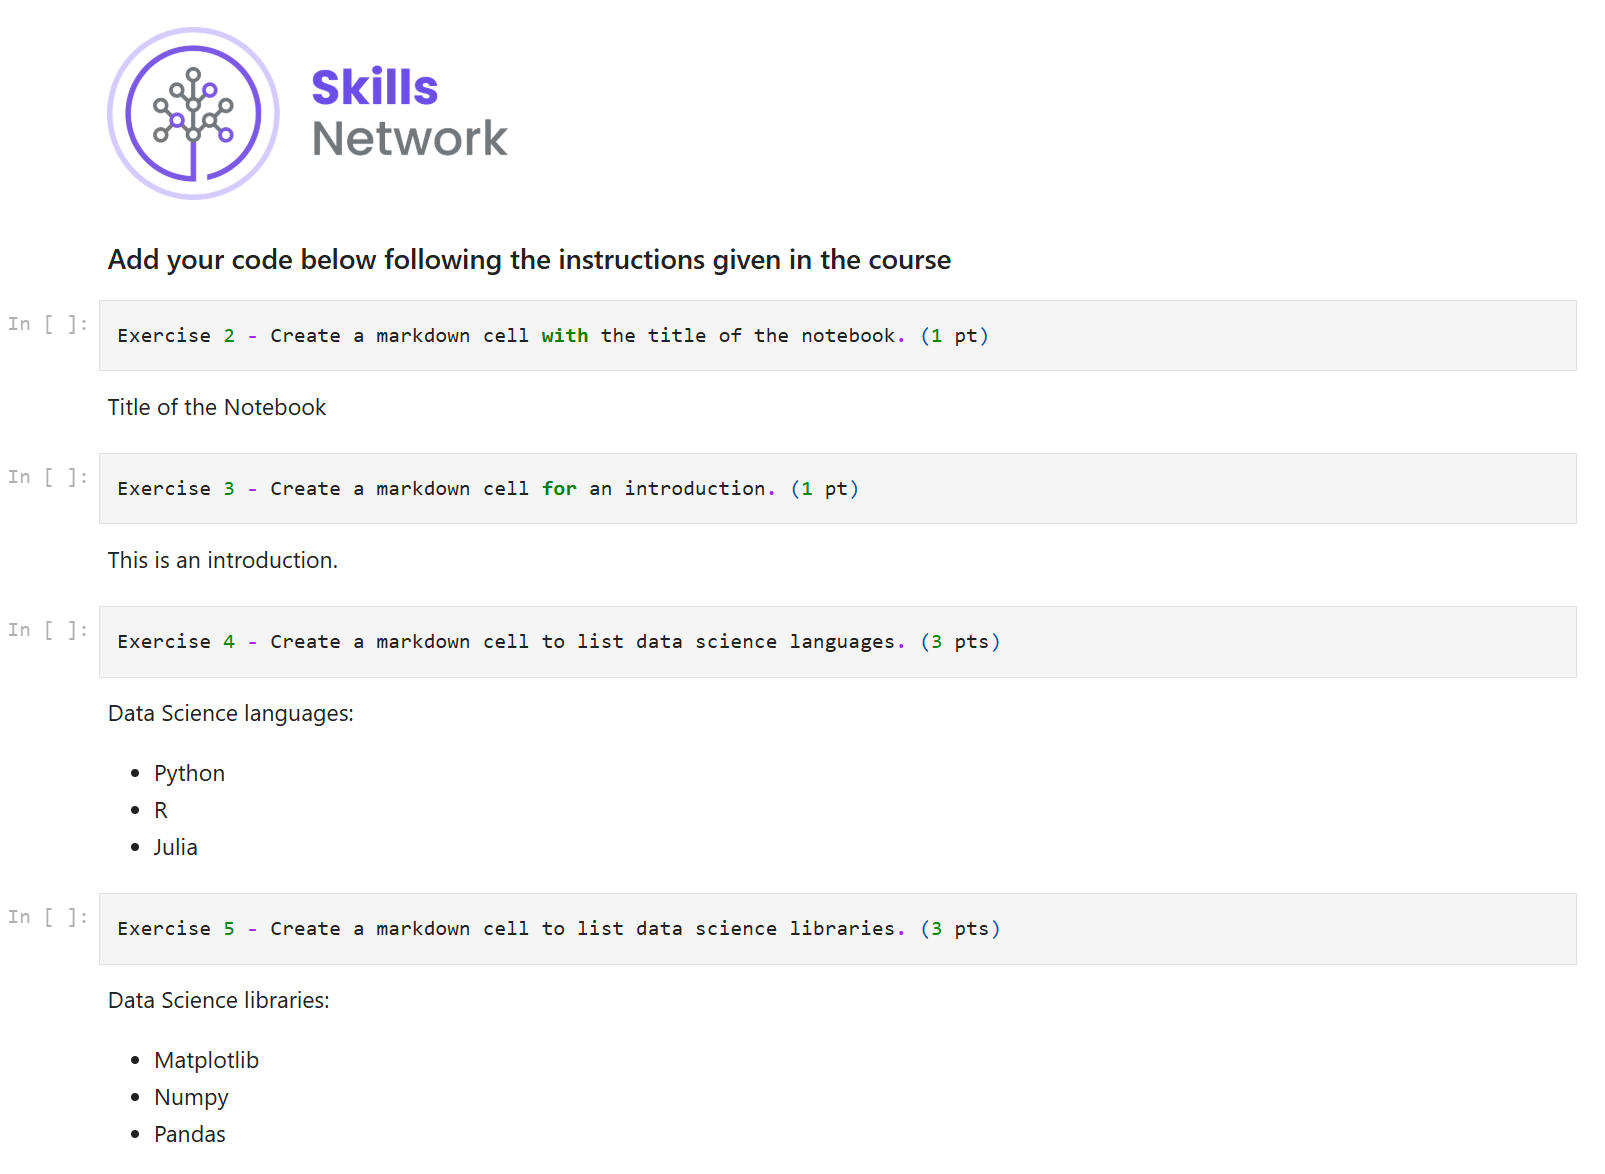 Skills
Network
Add your code below following the instructions given in the course
In [ ]:
Exercise 2 - Create a markdown cell with the title of the notebook. (1 pt)
Title of the Notebook
In [ ]:
Exercise 3 - Create a markdown cell for an introduction. (1 pt)
This is an introduction.
In [ ]:
Exercise 4 - Create a markdown cell to list data science languages. (3 pts)
Data Science languages:
• Python
• R
• Julia
In [ ]:
Exercise 5 - Create a markdown cell to list data science libraries. (3 pts)
Data Science libraries:
• Matplotlib
• Numpy
• Pandas